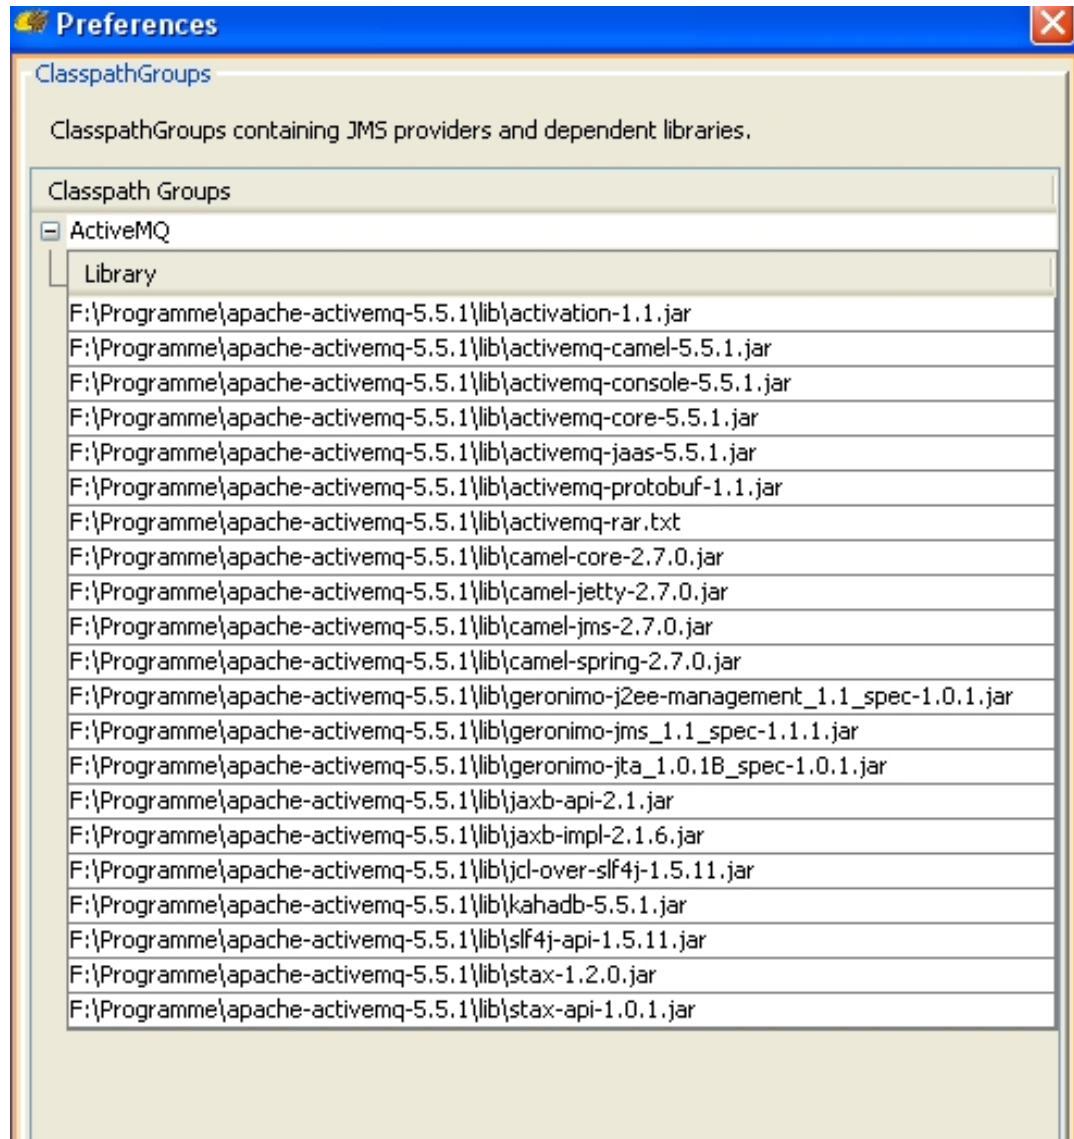 Preferences
ClasspathGroups
ClasspathGroups containing JMS providers and dependent libraries.
Classpath Groups
ActiveMQ
Library
F:\Programme\apache-activemq-5.5.1\lib\activation-1.1.jar
F:\Programme\apache-activemq-5.5.1\lib\activemq-camel-5.5.1.jar
F:\Programme\apache-activemq-5.5.1\lib\activemq-console-5.5.1.jar
F:\Programme\apache-activemq-5.5.1\lib\activemq-core-5.5.1.jar
F:\Programme\apache-activemq-5.5.1\lib\activemq-jaas-5.5.1.jar
F:\Programme\apache-activemq-5.5.1\lib\activemq-protobuf-1.1.jar
F:\Programme\apache-activemq-5.5.1\lib\activemq-rar.txt
F:\Programme\apache-activemq-5.5.1\lib\camel-core-2.7.0.jar
F:\Programme\apache-activemq-5.5.1\lib\camel-jetty-2.7.0.jar
F:\Programme\apache-activemq-5.5.1\lib\camel-jms-2.7.0.jar
F:\Programme\apache-activemq-5.5.1\lib\camel-spring-2.7.0.jar
F:\Programme\apache-activemq-5.5.1\lib\geronimo-j2ee-management_1.1_spec-1.0.1.jar
F:\Programme\apache-activemq-5.5.1\lib\geronimo-jms_1.1_spec-1.1.1.jar
F:\Programme\apache-activemq-5.5.1\lib\geronimo-jta_1.0.1B_spec-1.0.1.jar
F:\Programme\apache-activemq-5.5.1\lib\jaxb-api-2.1.jar
F:\Programme\apache-activemq-5.5.1\lib\jaxb-impl-2.1.6.jar
F:\Programme\apache-activemq-5.5.1\lib\jcl-over-slf4j-1.5.11.jar
F:\Programme\apache-activemq-5.5.1\lib\kahadb-5.5.1.jar
F:\Programme\apache-activemq-5.5.1\lib\slf4j-api-1.5.11.jar
F:\Programme\apache-activemq-5.5.1\lib\stax-1.2.0.jar
F:\Programme\apache-activemq-5.5.1\lib\stax-api-1.0.1.jar